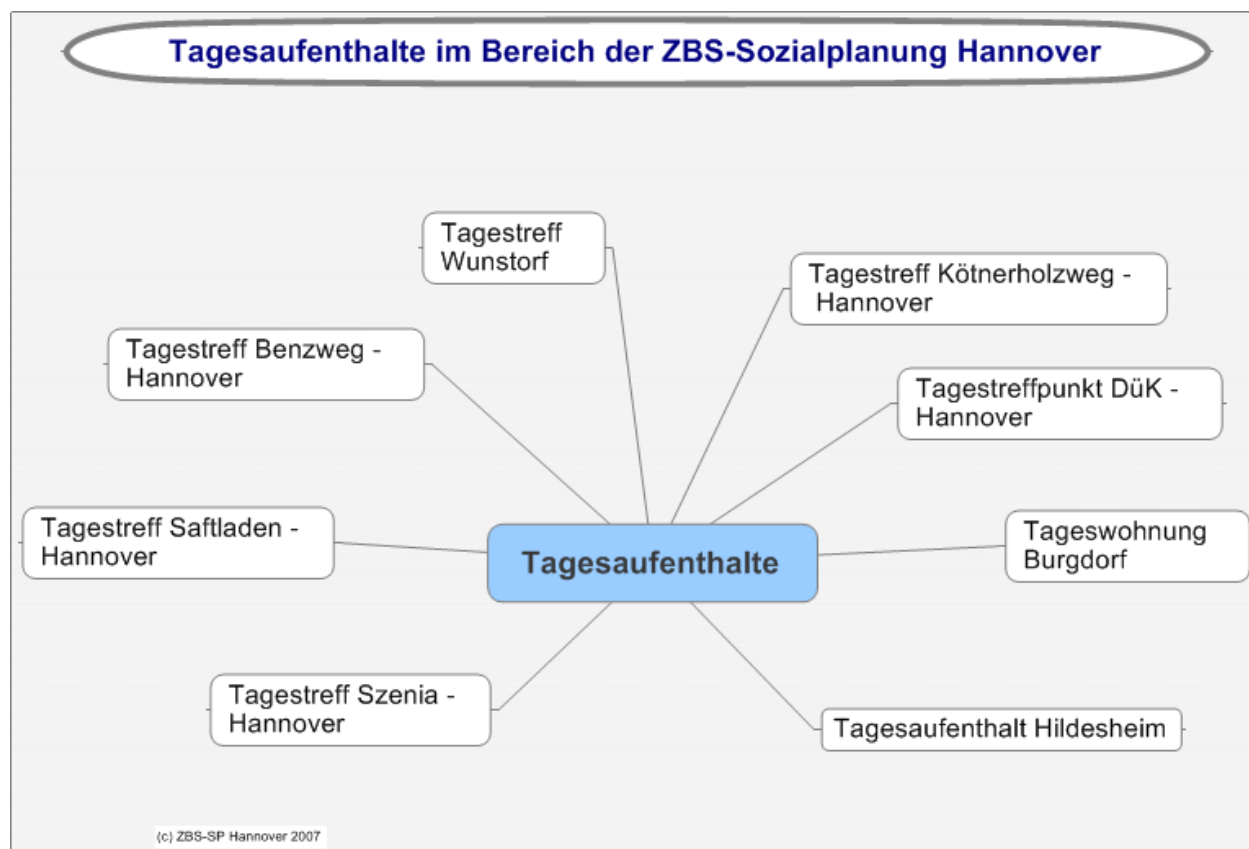 Tagesaufenthalte im Bereich der ZBS-Sozialplanung Hannover
Tagestreff
Wunstorf
Tagestreff Kötnerholzweg -
Hannover
Tagestreff Benzweg -
Hannover
Tagestreffpunkt DüK -
Hannover
Tagestreff Saftladen -
Hannover
Tagesaufenthalte
Tageswohnung
Burgdorf
Tagestreff Szenia -
Hannover
Tagesaufenthalt Hildesheim
(c) ZBS-SP Hannover 2007